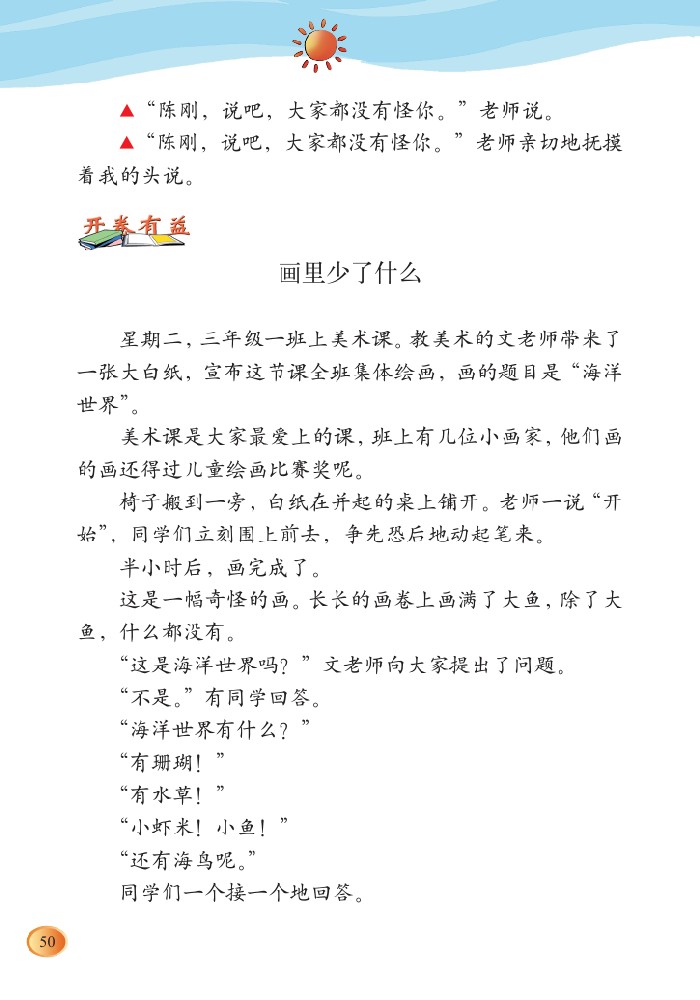 ▲“陈刚，说吧，大家都没有怪你。”老师说。
▲“陈刚，说吧，大家都没有怪你。”老师亲切地抚摸
着我的头说。
开卷有益
画里少了什么
星期二，三年级一班上美术课。教美术的文老师带来了
一张大白纸，宣布这节课全班集体绘画，画的题目是“海洋
世界”。
美术课是大家最爱上的课，班上有几位小画家，他们画
的画还得过儿童绘画比赛奖呢。
椅子搬到一旁，白纸在并起的桌上铺开。老师一说“开
始”，同学们立刻围上前去，争先恐后地动起笔来。
半小时后，画完成了。
这是一幅奇怪的画。长长的画卷上画满了大鱼，除了大
鱼，什么都没有。
“这是海洋世界吗？”文老师向大家提出了问题。
“不是。”有同学回答。
“海洋世界有什么？”
“有珊瑚！”
“有水草！”
“小虾米！小鱼！”
“还有海鸟呢。”
同学们一个接一个地回答。
50